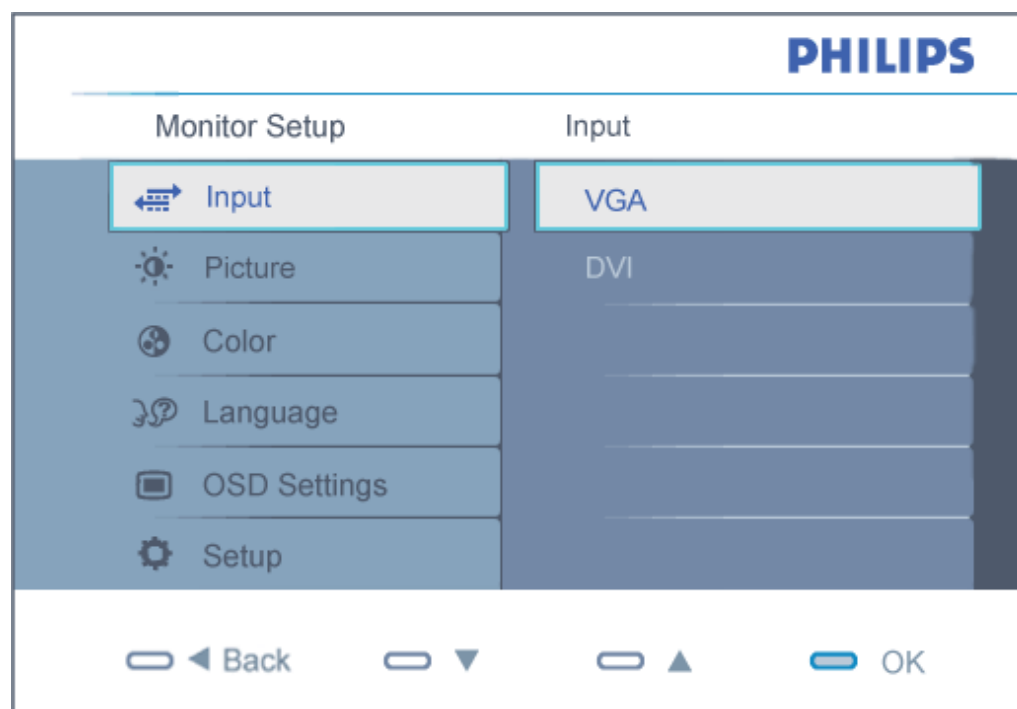 PHILIPS
Monitor Setup Input
Input VGA
Picture DVI
Color
Language
OSD Settings
Setup
Back OK